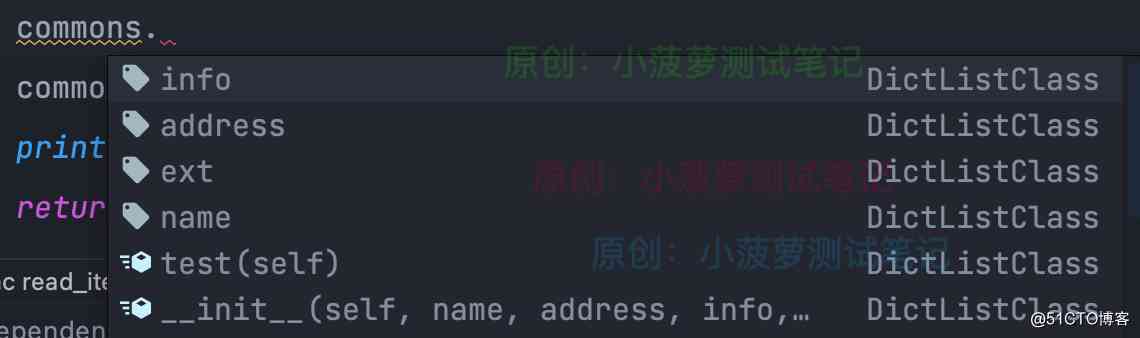 commons.
info DictListClass
原创：小菠萝测试笔记
commo
address DictListClass
print
ext DictListClass
原创：小菠萝测试笔记
retur
name DictListClass
原创：小菠萝测试笔记
test(self) DictListClass
nc read_ite
__init__(self, name, address, info,… DictListClass
ependen
@51CTO博客